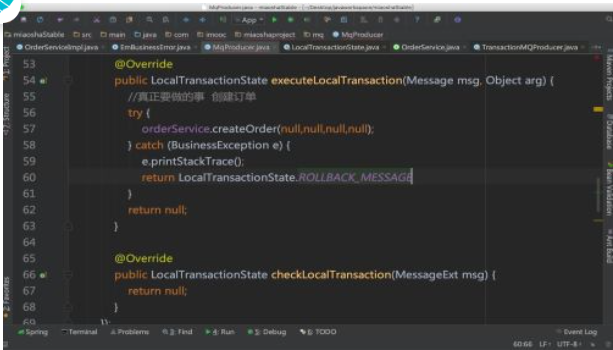 MqProducer.java - miaoshaStable - [~/Desktop/javaworkspace/miaoshaStable]
App
miaoshaStable src main java com imooc miaoshaproject mq MqProducer
OrderServiceImpl.java EmBusinessError.java MqProducer.java LocalTransactionState.java OrderService.java TransactionMQProducer.java
53 @Override
54 public LocalTransactionState executeLocalTransaction(Message msg, Object arg) {
55 //真正要做的事 创建订单
56 try {
57 orderService.createOrder(null,null,null,null);
58 } catch (BusinessException e) {
59 e.printStackTrace();
60 return LocalTransactionState.ROLLBACK_MESSAGE
61 }
62 return null;
63 }
64
65 @Override
66 public LocalTransactionState checkLocalTransaction(MessageExt msg) {
67 return null;
68 }
69 });
1: Project
7: Structure
2: Favorites
Maven Projects
Database
Bean Validation
Ant Build
Spring Terminal Problems 3: Find 4: Run 5: Debug 6: TODO Event Log
60:66 LF÷ UTF-8÷